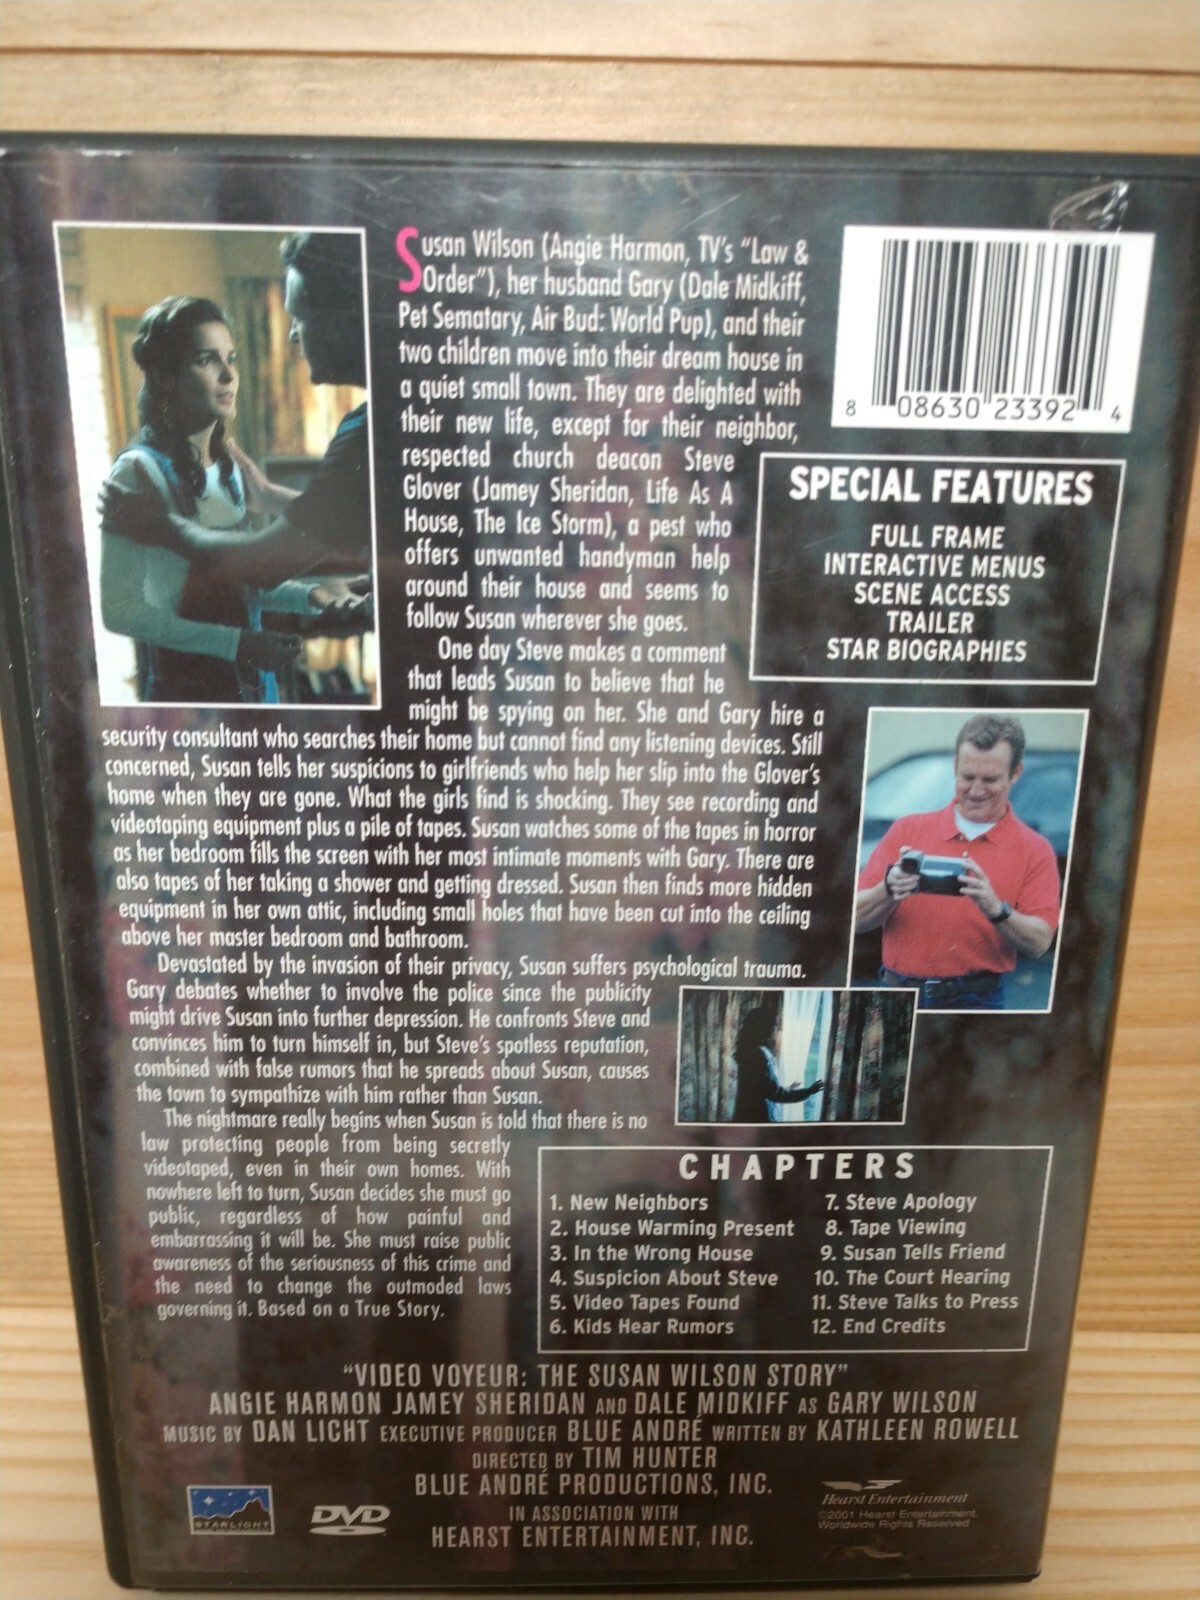 Susan Wilson (Angie Harmon, TV's "Law &
Order"), her husband Gary (Dale Midkiff,
Pet Sematary, Air Bud: World Pup), and their
two children move into their dream house in
a quiet small town. They are delighted with
their new life, except for their neighbor,
respected church deacon Steve
Glover (Jamey Sheridan, Life As A
House, The Ice Storm), a pest who
offers unwanted handyman help
around their house and seems to
follow Susan wherever she goes.
One day Steve makes a comment
that leads Susan to believe that he
might be spying on her. She and Gary hire a
security consultant who searches their home but cannot find any listening devices. Still
concerned, Susan tells her suspicions to girlfriends who help her slip into the Glover's
home when they are gone. What the girls find is shocking. They see recording and
videotaping equipment plus a pile of tapes. Susan watches some of the tapes in horror
as her bedroom fills the screen with her most intimate moments with Gary. There are
also tapes of her taking a shower and getting dressed. Susan then finds more hidden
equipment in her own attic, including small holes that have been cut into the ceiling
above her master bedroom and bathroom.
Devastated by the invasion of their privacy, Susan suffers psychological trauma.
Gary debates whether to involve the police since the publicity
might drive Susan into further depression. He confronts Steve and
convinces him to turn himself in, but Steve's spotless reputation,
combined with false rumors that he spreads about Susan, causes
the town to sympathize with him rather than Susan.
The nightmare really begins when Susan is told that there is no
law protecting people from being secretly
videotaped, even in their own homes. With
nowhere left to turn, Susan decides she must go
public, regardless of how painful and
embarrassing it will be. She must raise public
awareness of the seriousness of this crime and
the need to change the outmoded laws
governing it. Based on a True Story.
8 08630 23392 4
SPECIAL FEATURES
FULL FRAME
INTERACTIVE MENUS
SCENE ACCESS
TRAILER
STAR BIOGRAPHIES
CHAPTERS
1. New Neighbors
2. House Warming Present
3. In the Wrong House
4. Suspicion About Steve
5. Video Tapes Found
6. Kids Hear Rumors
7. Steve Apology
8. Tape Viewing
9. Susan Tells Friend
10. The Court Hearing
11. Steve Talks to Press
12. End Credits
"VIDEO VOYEUR: THE SUSAN WILSON STORY"
ANGIE HARMON JAMEY SHERIDAN AND DALE MIDKIFF AS GARY WILSON
MUSIC BY DAN LICHT EXECUTIVE PRODUCER BLUE ANDRÉ WRITTEN BY KATHLEEN ROWELL
DIRECTED BY TIM HUNTER
BLUE ANDRÉ PRODUCTIONS, INC.
IN ASSOCIATION WITH
HEARST ENTERTAINMENT, INC.
STARLIGHT
DVD
Hearst Entertainment
©2001 Hearst Entertainment.
Worldwide Rights Reserved